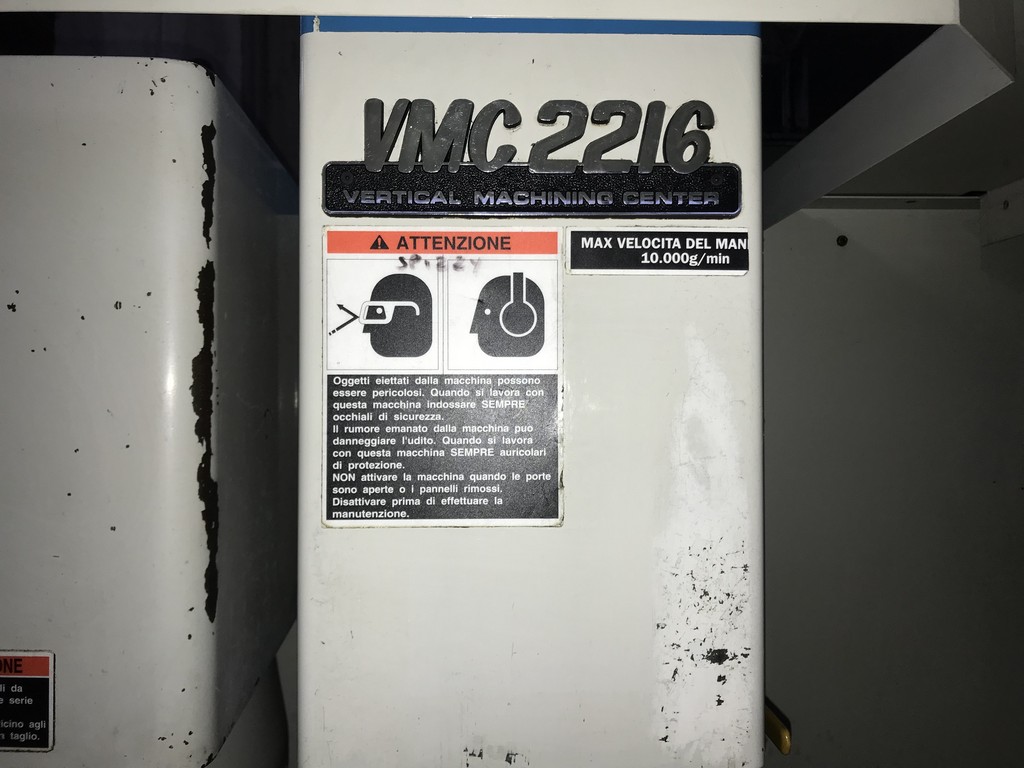 VMC 2216
VERTICAL MACHINING CENTER
ATTENZIONE
MAX VELOCITA DEL MAN
10.000g/min
Oggetti eiettati dalla macchina possono
essere pericolosi. Quando si lavora con
questa macchina indossare SEMPRE
occhiali di sicurezza.
Il rumore emanato dalla macchina puo
danneggiare l'udito. Quando si lavora
con questa macchina SEMPRE auricolari
di protezione.
NON attivare la macchina quando le porte
sono aperte o i pannelli rimossi.
Disattivare prima di effettuare la
manutenzione.
NE
li da
e serie
icino agli
n taglio.